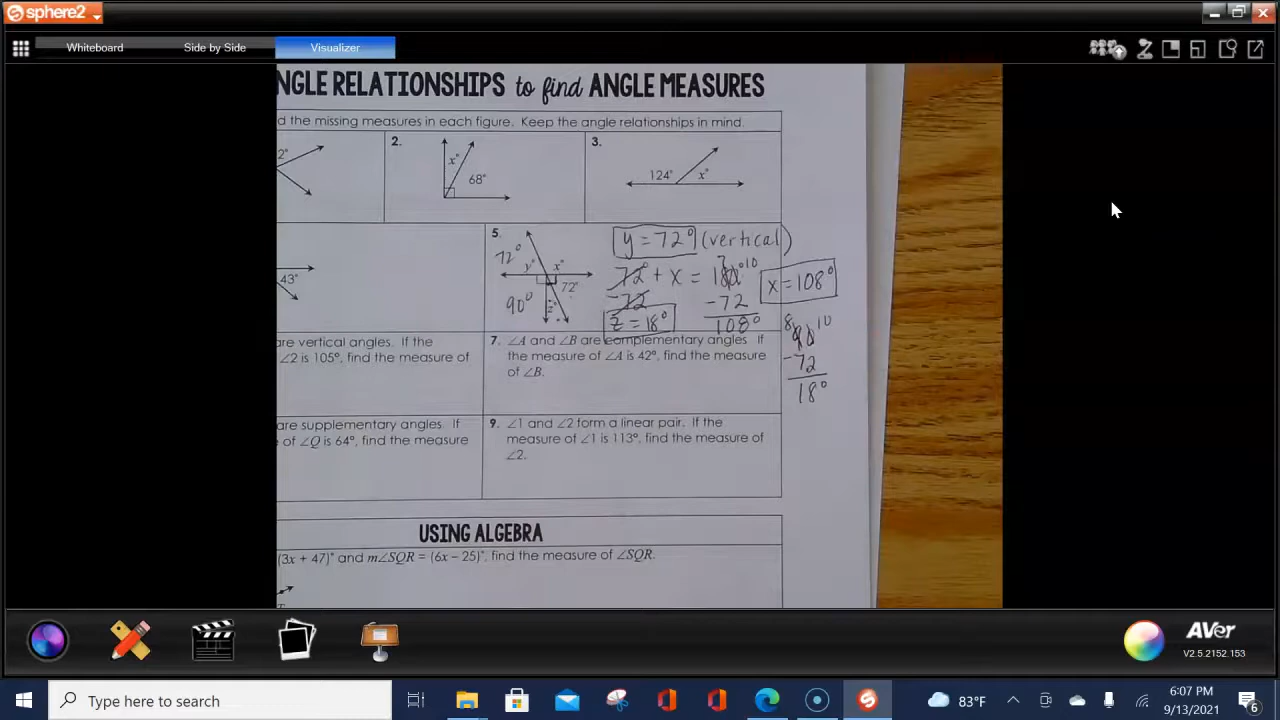 sphere2
Whiteboard
Side by Side
Visualizer
NGLE RELATIONSHIPS to find ANGLE MEASURES
d the missing measures in each figure. Keep the angle relationships in mind.
2°
2.
x°
68°
3.
124°
x°
43°
5.
72°
y°
x°
72°
90°
z°
y = 72° (vertical)
72° + x = 180°
7 10
-72
-72
108°
x = 108°
z = 18°
8 10
90
-72
18°
are vertical angles. If the
∠2 is 105°, find the measure of
7. ∠A and ∠B are complementary angles. If
the measure of ∠A is 42°, find the measure
of ∠B.
are supplementary angles. If
of ∠Q is 64°, find the measure
9. ∠1 and ∠2 form a linear pair. If the
measure of ∠1 is 113°, find the measure of
∠2.
USING ALGEBRA
(3x + 47)° and m∠SQR = (6x – 25)°, find the measure of ∠SQR.
AVer
V2.5.2152.153
Type here to search
83°F
6:07 PM
9/13/2021
6